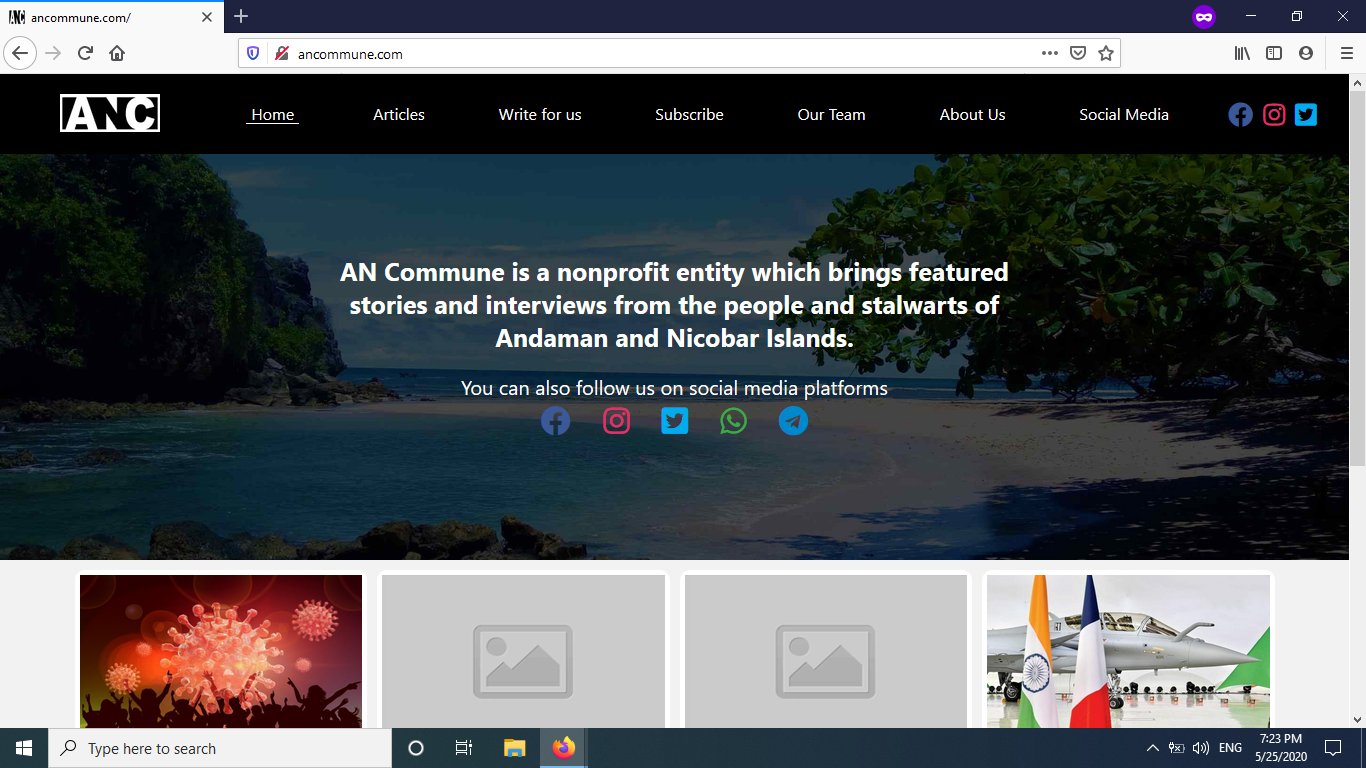 ANC ancommune.com/
ancommune.com
ANC Home Articles Write for us Subscribe Our Team About Us Social Media
AN Commune is a nonprofit entity which brings featured
stories and interviews from the people and stalwarts of
Andaman and Nicobar Islands.
You can also follow us on social media platforms
Type here to search
ENG
7:23 PM
5/25/2020